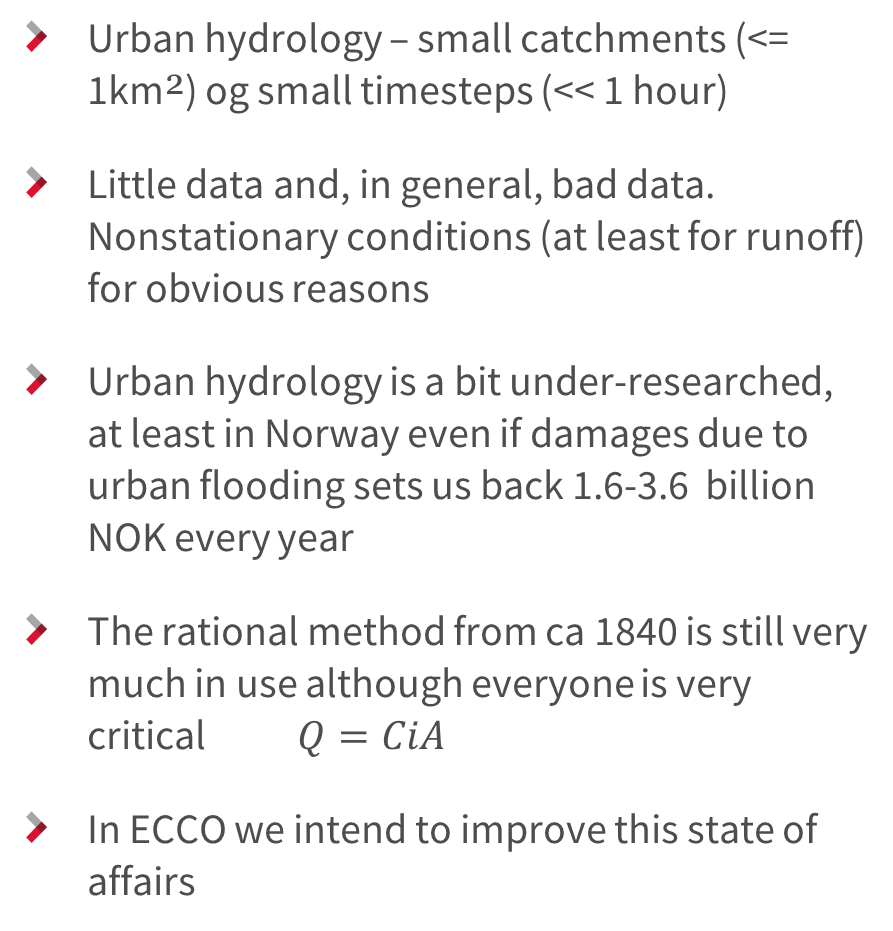 Urban hydrology – small catchments (<=
1km²) og small timesteps (<< 1 hour)
Little data and, in general, bad data.
Nonstationary conditions (at least for runoff)
for obvious reasons
Urban hydrology is a bit under-researched,
at least in Norway even if damages due to
urban flooding sets us back 1.6-3.6 billion
NOK every year
The rational method from ca 1840 is still very
much in use although everyone is very
critical Q = CiA
In ECCO we intend to improve this state of
affairs